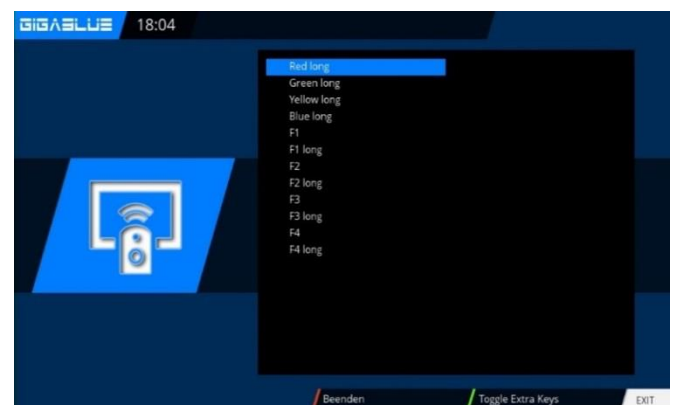 GIGABLUE 18:04
Red long
Green long
Yellow long
Blue long
F1
F1 long
F2
F2 long
F3
F3 long
F4
F4 long
Beenden Toggle Extra Keys EXIT